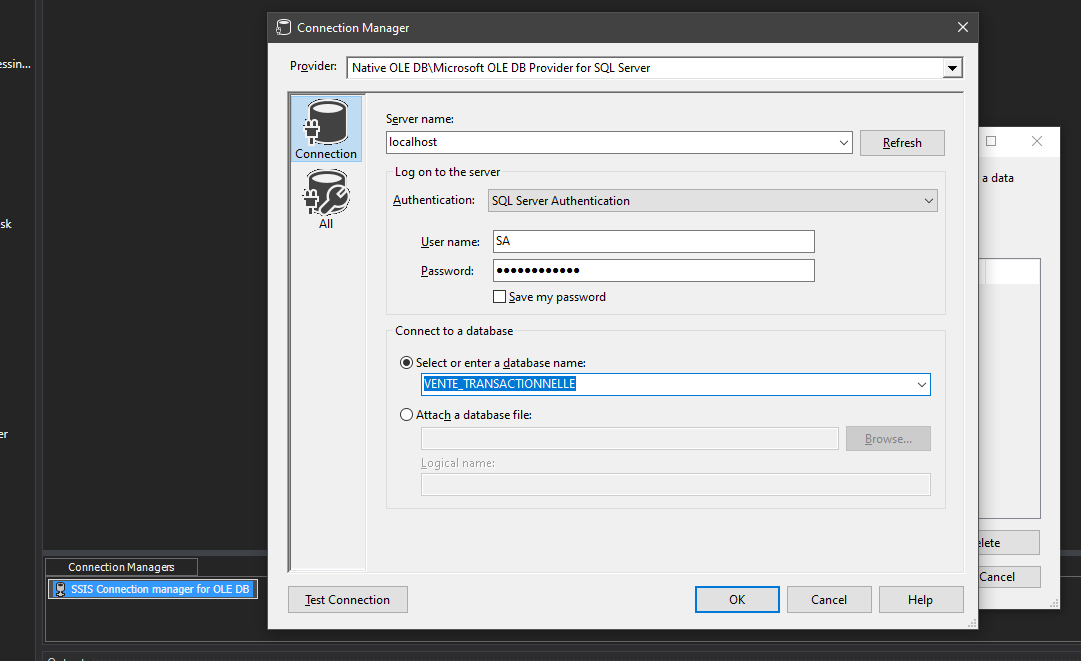 Connection Manager
essin...
Provider:
Native OLE DB\Microsoft OLE DB Provider for SQL Server
Connection
All
Server name:
localhost
Refresh
Log on to the server
Authentication:
SQL Server Authentication
User name:
SA
Password:
●●●●●●●●●●●●
Save my password
Connect to a database
Select or enter a database name:
VENTE_TRANSACTIONNELLE
Attach a database file:
Browse...
Logical name:
Test Connection
OK
Cancel
Help
a data
elete
Cancel
sk
er
Connection Managers
SSIS Connection manager for OLE DB